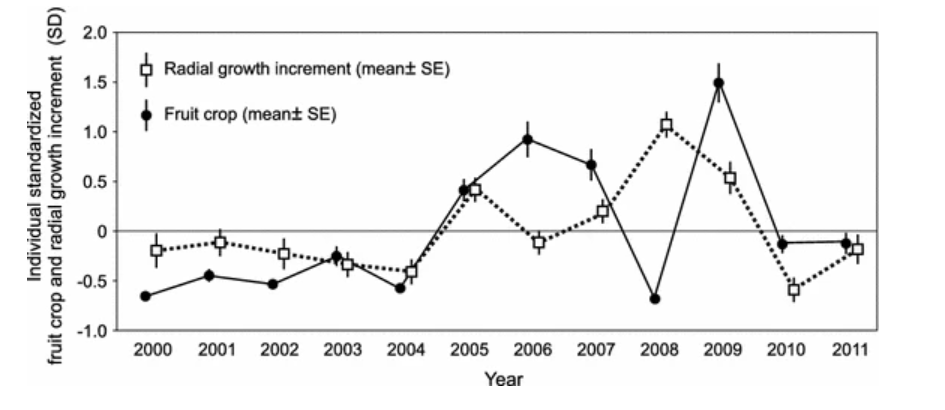 Individual standardized
fruit crop and radial growth increment (SD)
2.0
1.5
1.0
0.5
0
-0.5
-1.0
Radial growth increment (mean± SE)
Fruit crop (mean± SE)
2000 2001 2002 2003 2004 2005 2006 2007 2008 2009 2010 2011
Year